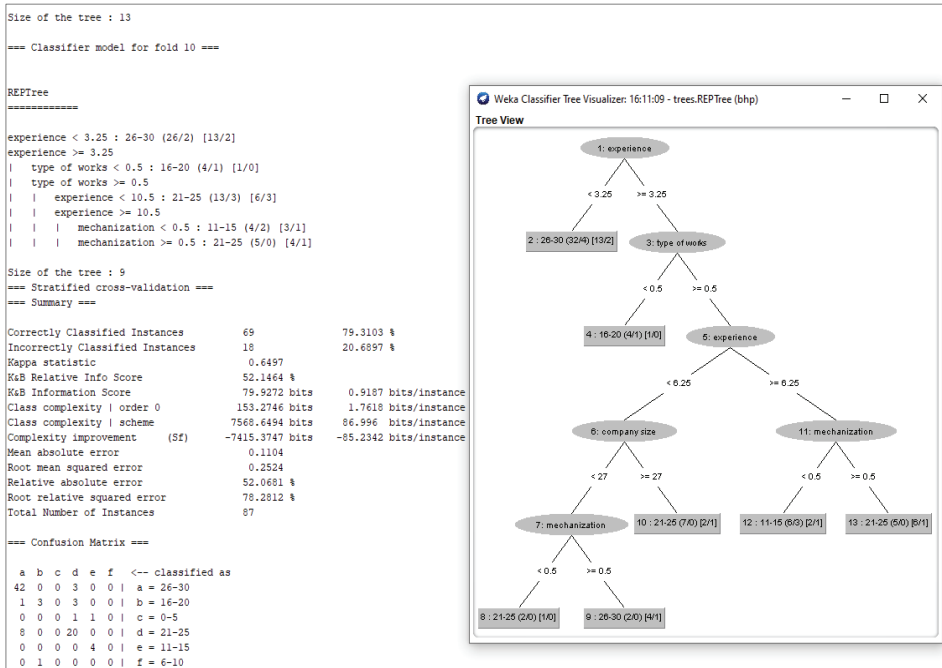 Size of the tree : 13
=== Classifier model for fold 10 ===
REPTree
============
experience < 3.25 : 26-30 (26/2) [13/2]
experience >= 3.25
|   type of works < 0.5 : 16-20 (4/1) [1/0]
|   type of works >= 0.5
|   |   experience < 10.5 : 21-25 (13/3) [6/3]
|   |   experience >= 10.5
|   |   |   mechanization < 0.5 : 11-15 (4/2) [3/1]
|   |   |   mechanization >= 0.5 : 21-25 (5/0) [4/1]
Size of the tree : 9
=== Stratified cross-validation ===
=== Summary ===
Correctly Classified Instances 69 79.3103 %
Incorrectly Classified Instances 18 20.6897 %
Kappa statistic 0.6497
K&B Relative Info Score 52.1464 %
K&B Information Score 79.9272 bits 0.9187 bits/instance
Class complexity | order 0 153.2746 bits 1.7618 bits/instance
Class complexity | scheme 7568.6494 bits 86.996 bits/instance
Complexity improvement (Sf) -7415.3747 bits -85.2342 bits/instance
Mean absolute error 0.1104
Root mean squared error 0.2524
Relative absolute error 52.0681 %
Root relative squared error 78.2812 %
Total Number of Instances 87
=== Confusion Matrix ===
a b c d e f <-- classified as
42 0 0 3 0 0 | a = 26-30
1 3 0 3 0 0 | b = 16-20
0 0 0 1 1 0 | c = 0-5
8 0 0 20 0 0 | d = 21-25
0 0 0 0 4 0 | e = 11-15
0 1 0 0 0 0 | f = 6-10
Weka Classifier Tree Visualizer: 16:11:09 - trees.REPTree (bhp)
Tree View
1: experience
< 3.25 >= 3.25
2 : 26-30 (32/4) [13/2] 3: type of works
< 0.5 >= 0.5
4 : 16-20 (4/1) [1/0] 5: experience
< 6.25 >= 6.25
6: company size 11: mechanization
< 27 >= 27 < 0.5 >= 0.5
7: mechanization 10 : 21-25 (7/0) [2/1] 12 : 11-15 (6/3) [2/1] 13 : 21-25 (5/0) [6/1]
< 0.5 >= 0.5
8 : 21-25 (2/0) [1/0] 9 : 26-30 (2/0) [4/1]